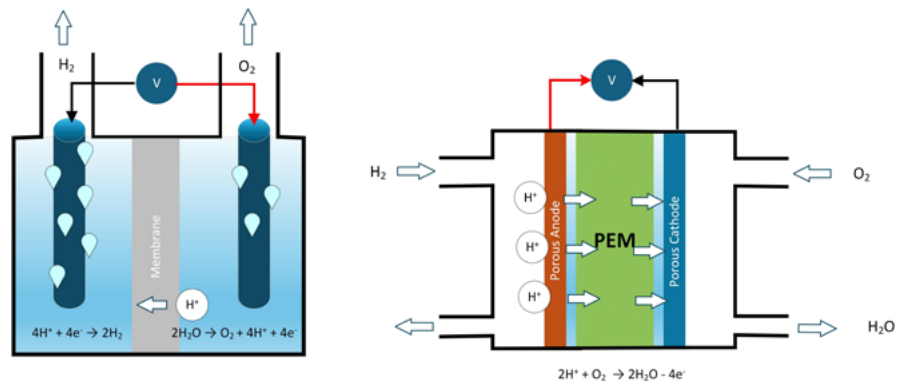 H₂
O₂
V
Membrane
H⁺
4H⁺ + 4e⁻ → 2H₂
2H₂O → O₂ + 4H⁺ + 4e⁻
V
H₂
O₂
H⁺
H⁺
H⁺
Porous Anode
PEM
Porous Cathode
H₂O
2H⁺ + O₂ → 2H₂O - 4e⁻